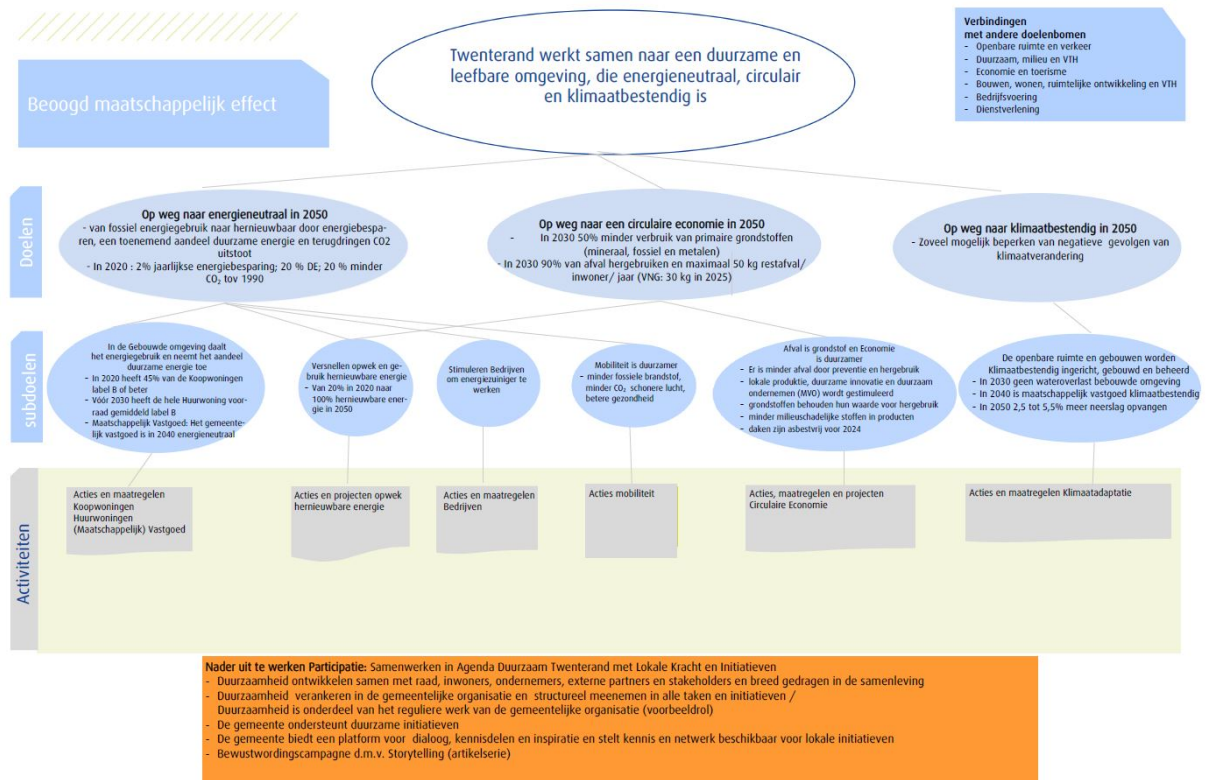 Beoogd maatschappelijk effect
Twenterand werkt samen naar een duurzame en
leefbare omgeving, die energieneutraal, circulair
en klimaatbestendig is
Verbindingen
met andere doelenbomen
- Openbare ruimte en verkeer
- Duurzaam, milieu en VTH
- Economie en toerisme
- Bouwen, wonen, ruimtelijke ontwikkeling en VTH
- Bedrijfsvoering
- Dienstverlening
Doelen
Op weg naar energieneutraal in 2050
- van fossiel energiegebruik naar hernieuwbaar door energiebespa-
ren, een toenemend aandeel duurzame energie en terugdringen CO2
uitstoot
- In 2020 : 2% jaarlijkse energiebesparing; 20 % DE; 20 % minder
CO₂ tov 1990
Op weg naar een circulaire economie in 2050
- In 2030 50% minder verbruik van primaire grondstoffen
(mineraal, fossiel en metalen)
- In 2030 90% van afval hergebruiken en maximaal 50 kg restafval/
inwoner/ jaar (VNG: 30 kg in 2025)
Op weg naar klimaatbestendig in 2050
- Zoveel mogelijk beperken van negatieve gevolgen van
klimaatverandering
subdoelen
In de Gebouwde omgeving daalt
het energiegebruik en neemt het aandeel
duurzame energie toe
- In 2020 heeft 45% van de Koopwoningen
label B of beter
- Vóór 2030 heeft de hele Huurwoning voor-
raad gemiddeld label B
- Maatschappelijk Vastgoed: Het gemeente-
lijk vastgoed is in 2040 energieneutraal
Versnellen opwek en ge-
bruik hernieuwbare energie
- Van 20% in 2020 naar
100% hernieuwbare ener-
gie in 2050
Stimuleren Bedrijven
om energiezuiniger te
werken
Mobiliteit is duurzamer
- minder fossiele brandstof,
minder CO₂ schonere lucht,
betere gezondheid
Afval is grondstof en Economie
is duurzamer
- Er is minder afval door preventie en hergebruik
- lokale produktie, duurzame innovatie en duurzaam
ondernemen (MVO) wordt gestimuleerd
- grondstoffen behouden hun waarde voor hergebruik
- minder milieuschadelijke stoffen in producten
- daken zijn asbestvrij voor 2024
De openbare ruimte en gebouwen worden
Klimaatbestendig ingericht, gebouwd en beheerd
- In 2030 geen wateroverlast bebouwde omgeving
- In 2040 is maatschappelijk vastgoed klimaatbestendig
- In 2050 2,5 tot 5,5% meer neerslag opvangen
Activiteiten
Acties en maatregelen
Koopwoningen
Huurwoningen
(Maatschappelijk) Vastgoed
Acties en projecten opwek
hernieuwbare energie
Acties en maatregelen
Bedrijven
Acties mobiliteit
Acties, maatregelen en projecten
Circulaire Economie
Acties en maatregelen Klimaatadaptatie
Nader uit te werken Participatie: Samenwerken in Agenda Duurzaam Twenterand met Lokale Kracht en Initiatieven
- Duurzaamheid ontwikkelen samen met raad, inwoners, ondernemers, externe partners en stakeholders en breed gedragen in de samenleving
- Duurzaamheid verankeren in de gemeentelijke organisatie en structureel meenemen in alle taken en initiatieven /
Duurzaamheid is onderdeel van het reguliere werk van de gemeentelijke organisatie (voorbeeldrol)
- De gemeente ondersteunt duurzame initiatieven
- De gemeente biedt een platform voor dialoog, kennisdelen en inspiratie en stelt kennis en netwerk beschikbaar voor lokale initiatieven
- Bewustwordingscampagne d.m.v. Storytelling (artikelserie)